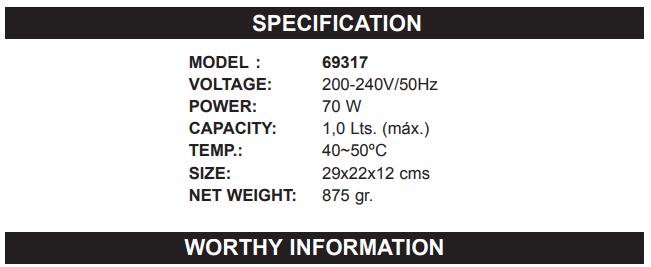 SPECIFICATION
MODEL : 69317
VOLTAGE: 200-240V/50Hz
POWER: 70 W
CAPACITY: 1,0 Lts. (máx.)
TEMP.: 40~50ºC
SIZE: 29x22x12 cms
NET WEIGHT: 875 gr.
WORTHY INFORMATION